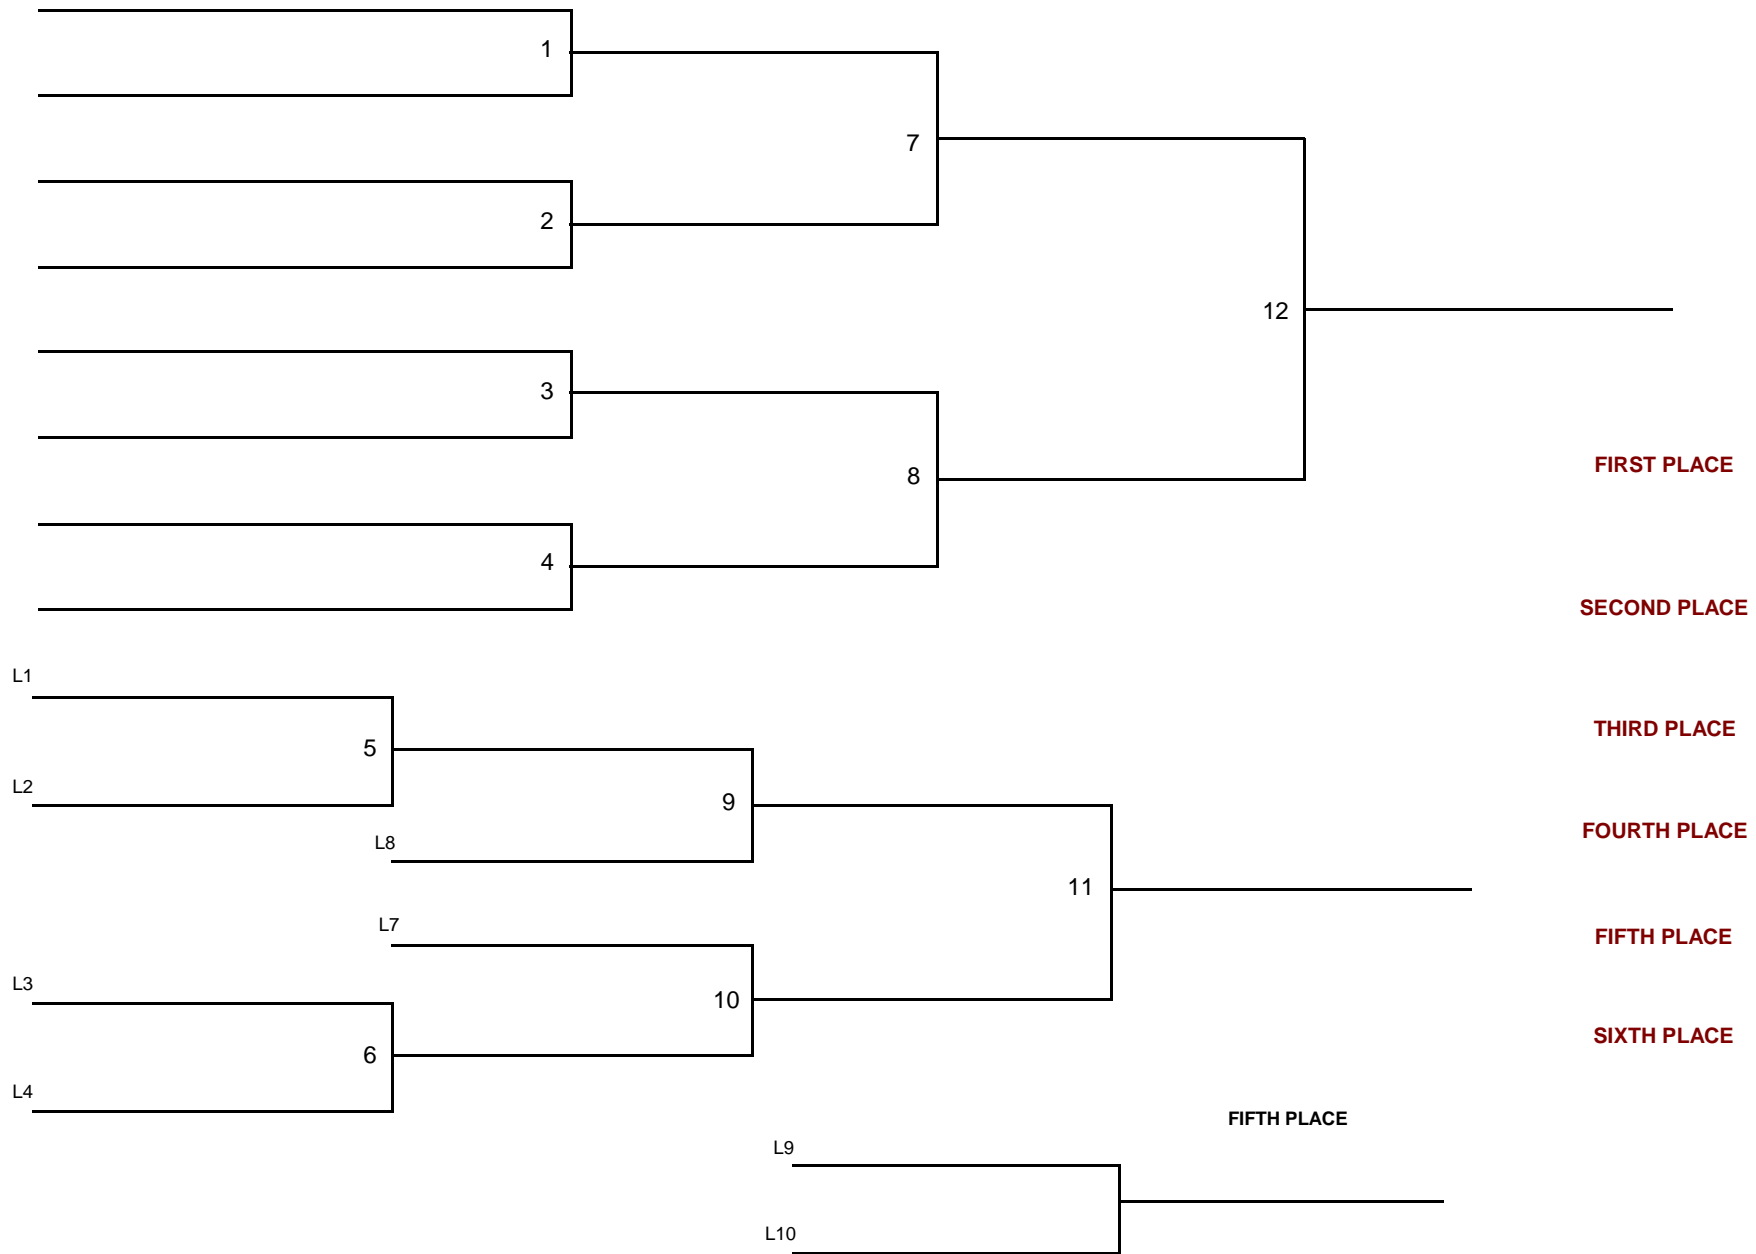 1
7
2
12
3
FIRST PLACE
8
4
SECOND PLACE
L1
THIRD PLACE
5
L2
9
FOURTH PLACE
L8
11
L7
FIFTH PLACE
L3
10
SIXTH PLACE
6
L4
FIFTH PLACE
L9
L10